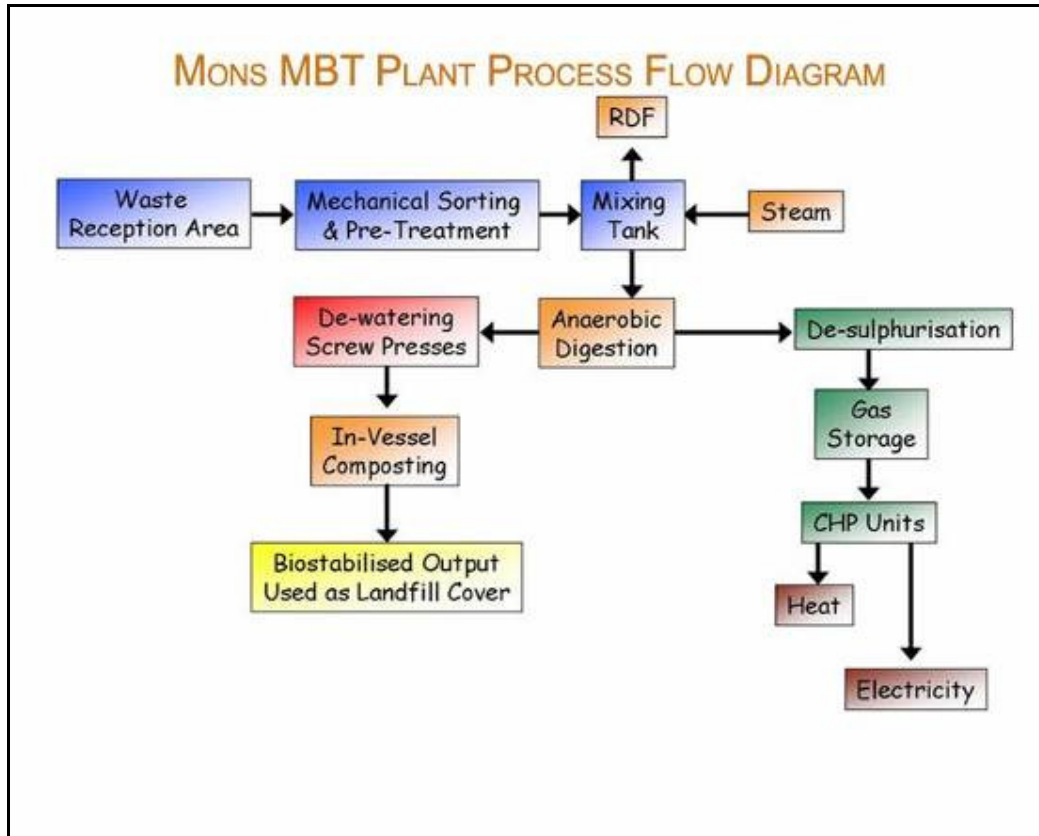 MONS MBT PLANT PROCESS FLOW DIAGRAM
RDF
Waste
Reception Area
Mechanical Sorting
& Pre-Treatment
Mixing
Tank
Steam
De-watering
Screw Presses
Anaerobic
Digestion
De-sulphurisation
Gas
Storage
In-Vessel
Composting
CHP Units
Biostabilised Output
Used as Landfill Cover
Heat
Electricity